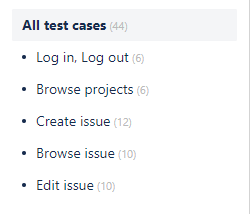 All test cases (44)
• Log in, Log out (6)
• Browse projects (6)
• Create issue (12)
• Browse issue (10)
• Edit issue (10)